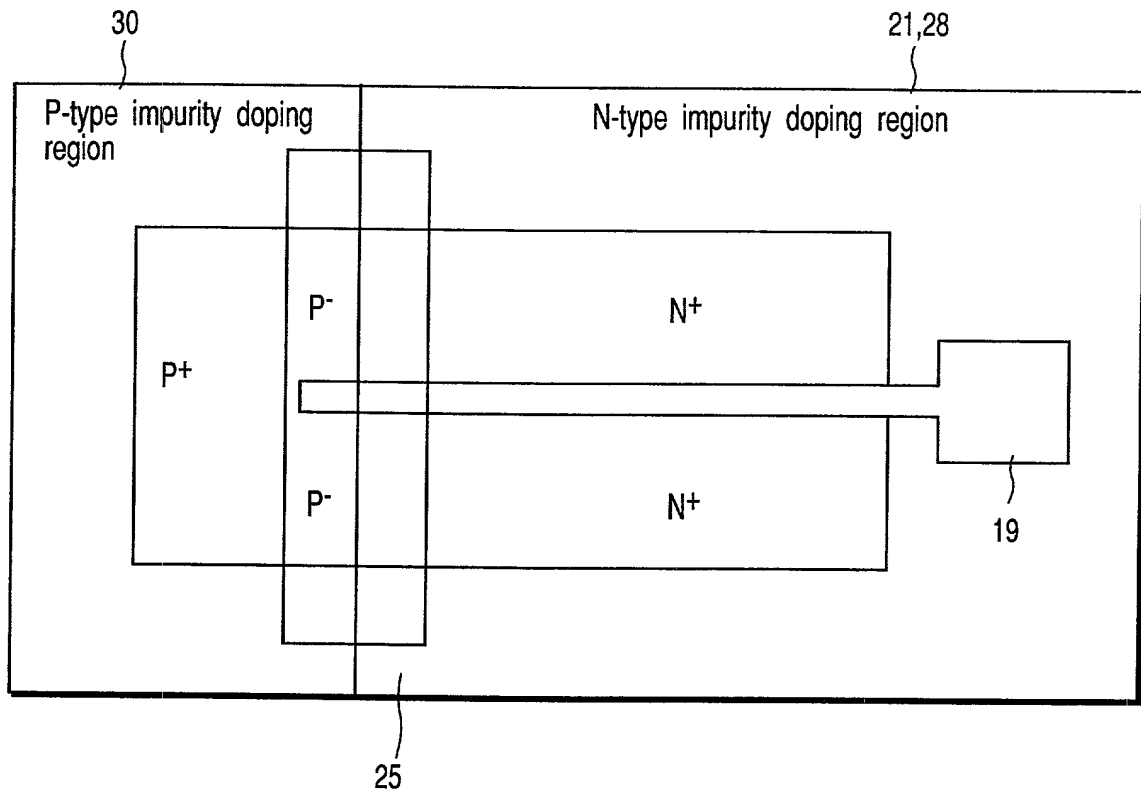 30
21,28
P-type impurity doping
region
N-type impurity doping region
P-
N+
P+
P-
N+
19
25